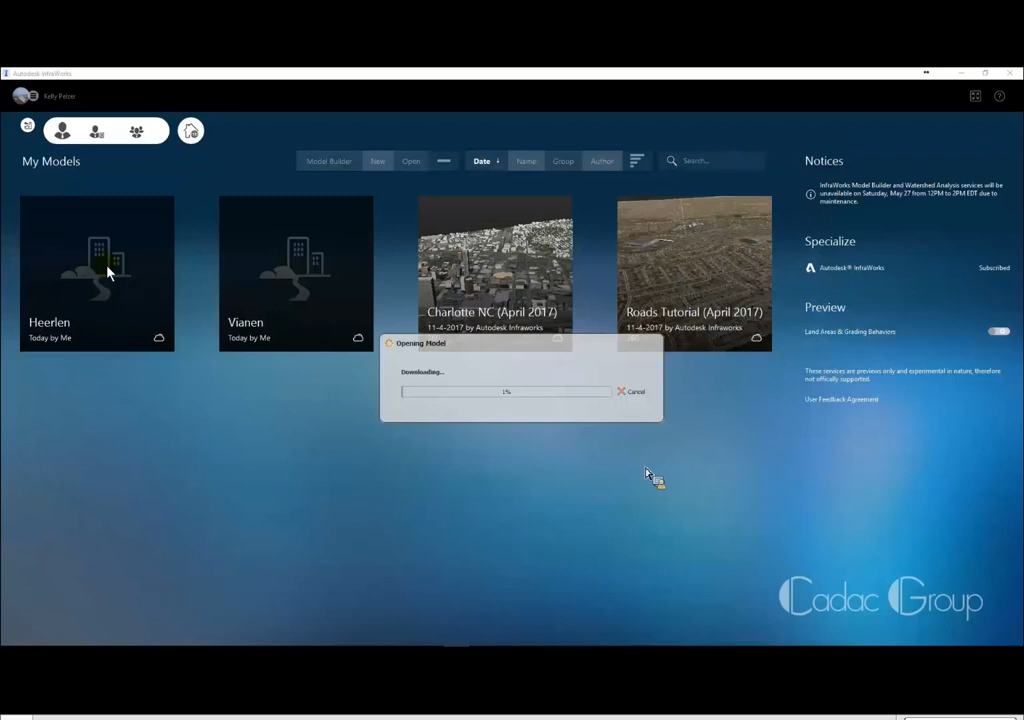 Autodesk InfraWorks
Kelly Pelzer
My Models
Model Builder New Open Date ↓ Name Group Author Search...
Notices
InfraWorks Model Builder and Watershed Analysis services will be
unavailable on Saturday, May 27 from 12PM to 2PM EDT due to
maintenance.
Specialize
Autodesk® InfraWorks Subscribed
Preview
Land Areas & Grading Behaviors
These services are previews only and experimental in nature, therefore
not officially supported.
User Feedback Agreement
Heerlen
Today by Me
Vianen
Today by Me
Charlotte NC (April 2017)
11-4-2017 by Autodesk Infraworks
Roads Tutorial (April 2017)
11-4-2017 by Autodesk Infraworks
Opening Model
Downloading...
1% Cancel
Cadac Group